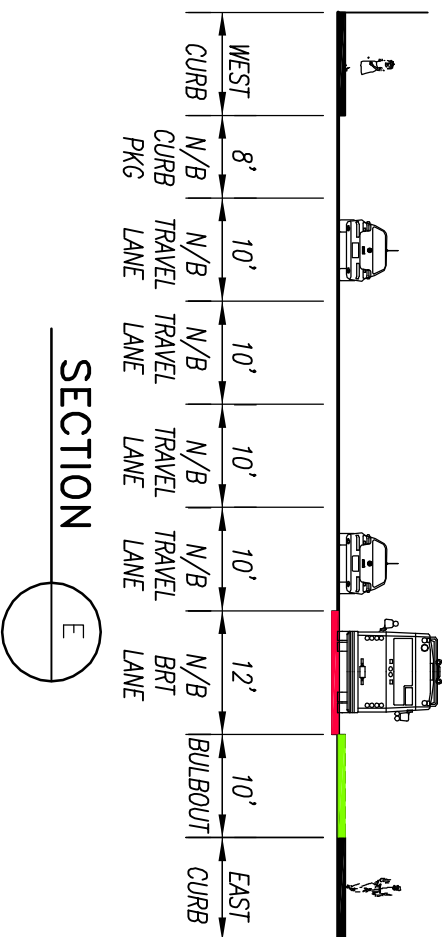 WEST
CURB
8'
N/B
CURB
PKG
10'
N/B
TRAVEL
LANE
10'
N/B
TRAVEL
LANE
10'
N/B
TRAVEL
LANE
10'
N/B
TRAVEL
LANE
12'
N/B
BRT
LANE
10'
BULBOUT
EAST
CURB
SECTION
E